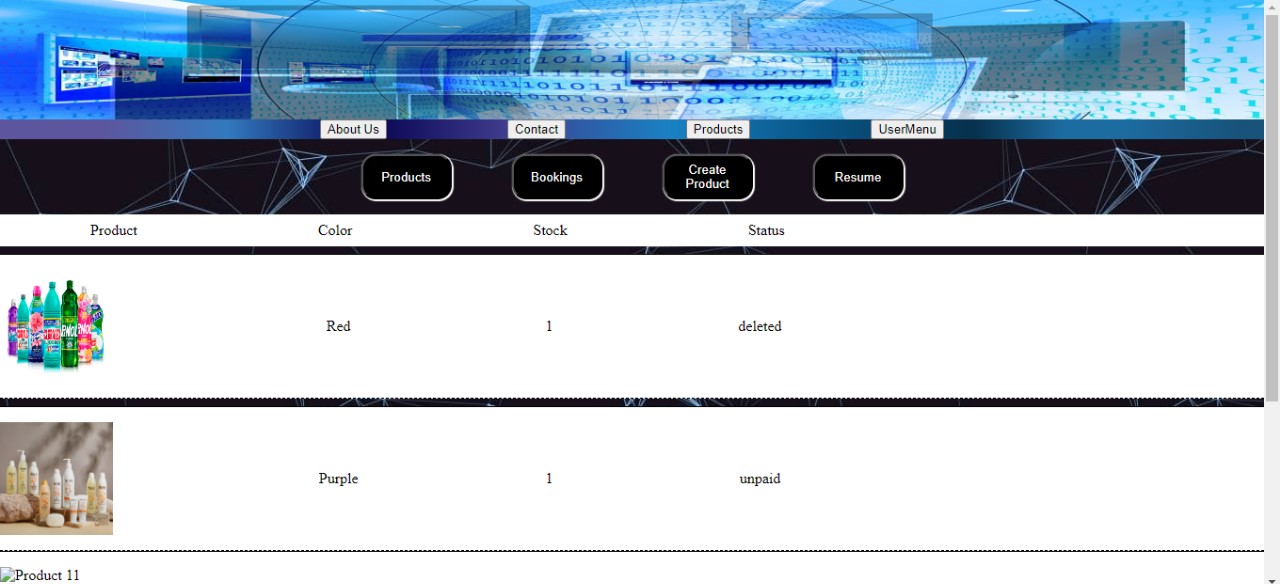 About Us Contact Products UserMenu
Products Bookings Create Product Resume
Product Color Stock Status
Red 1 deleted
Purple 1 unpaid
Product 11